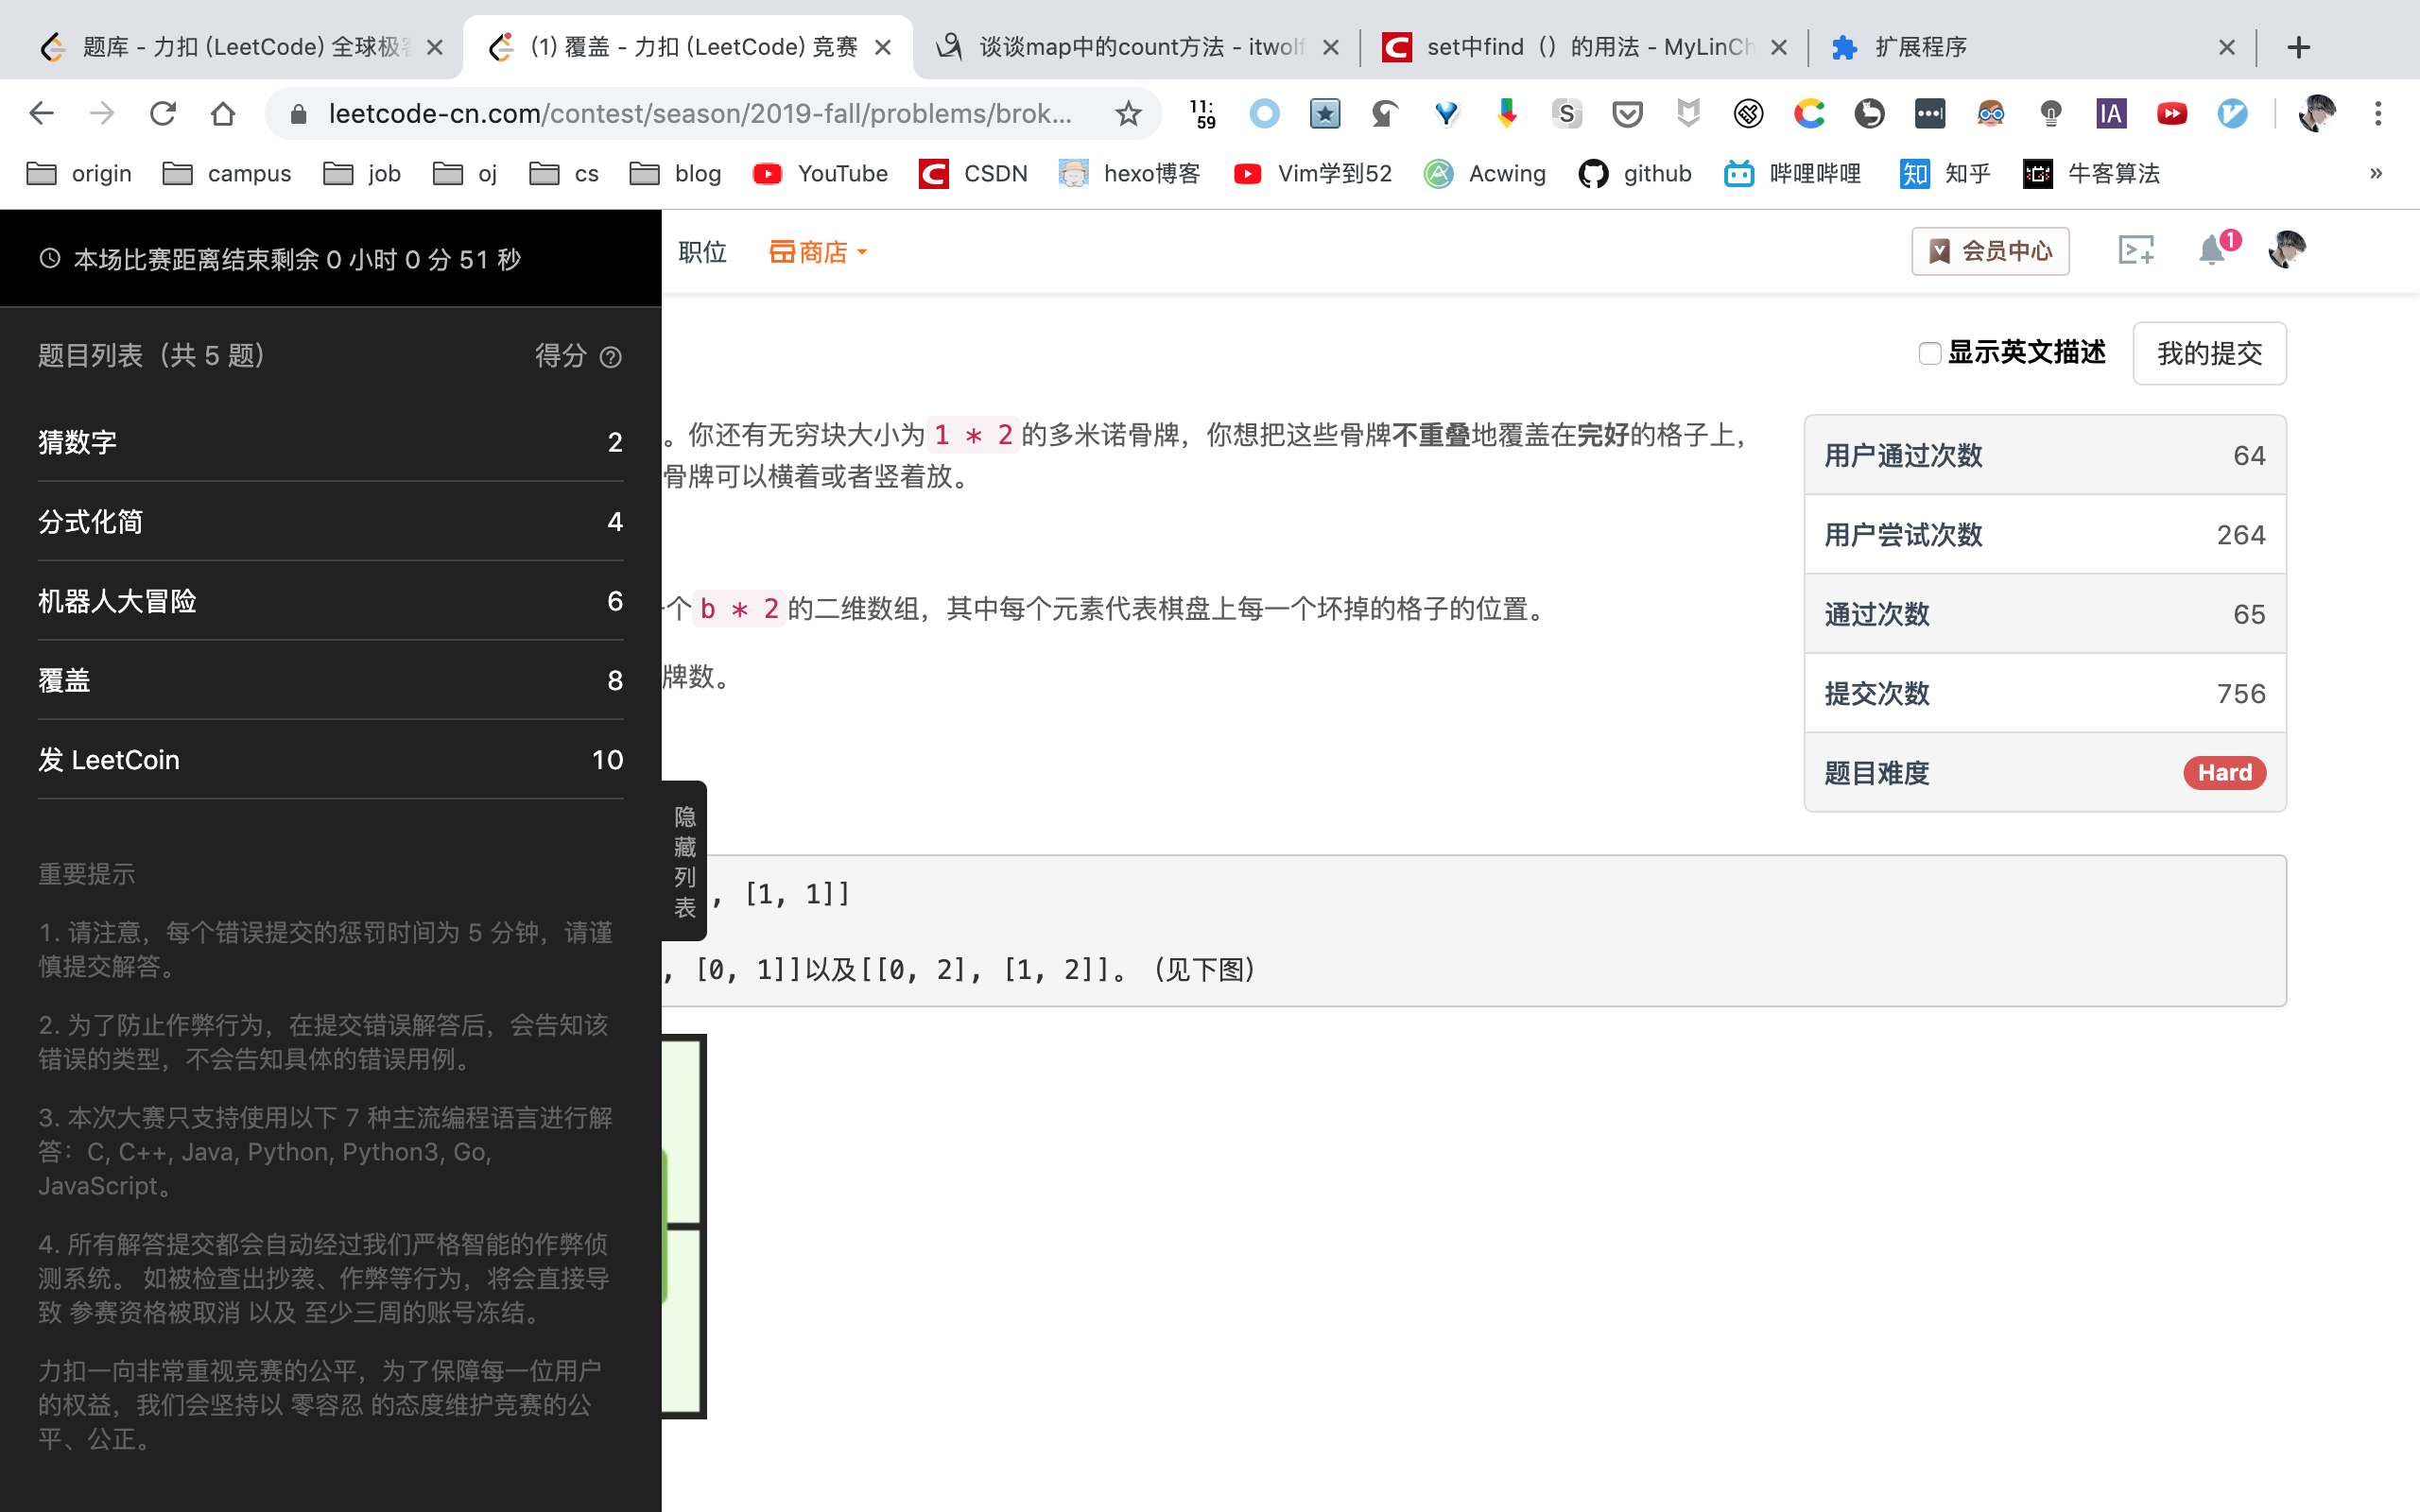 题库 - 力扣 (LeetCode) 全球极客
(1) 覆盖 - 力扣 (LeetCode) 竞赛
谈谈map中的count方法 - itwolf
set中find（）的用法 - MyLinCh
扩展程序
leetcode-cn.com/contest/season/2019-fall/problems/brok...
11:
59
S
IA
origin
campus
job
oj
cs
blog
YouTube
CSDN
hexo博客
Vim学到52
Acwing
github
哔哩哔哩
知 知乎
牛客算法
»
本场比赛距离结束剩余 0 小时 0 分 51 秒
职位
商店
会员中心
1
题目列表（共 5 题）
得分
猜数字 2
分式化简 4
机器人大冒险 6
覆盖 8
发 LeetCoin 10
重要提示
1. 请注意，每个错误提交的惩罚时间为 5 分钟，请谨
慎提交解答。
2. 为了防止作弊行为，在提交错误解答后，会告知该
错误的类型，不会告知具体的错误用例。
3. 本次大赛只支持使用以下 7 种主流编程语言进行解
答：C, C++, Java, Python, Python3, Go,
JavaScript。
4. 所有解答提交都会自动经过我们严格智能的作弊侦
测系统。 如被检查出抄袭、作弊等行为，将会直接导
致 参赛资格被取消 以及 至少三周的账号冻结。
力扣一向非常重视竞赛的公平，为了保障每一位用户
的权益，我们会坚持以 零容忍 的态度维护竞赛的公
平、公正。
隐
藏
列
表
显示英文描述
我的提交
。你还有无穷块大小为1 * 2的多米诺骨牌，你想把这些骨牌不重叠地覆盖在完好的格子上，
骨牌可以横着或者竖着放。
个b * 2的二维数组，其中每个元素代表棋盘上每一个坏掉的格子的位置。
牌数。
用户通过次数 64
用户尝试次数 264
通过次数 65
提交次数 756
题目难度 Hard
, [1, 1]]
, [0, 1]]以及[[0, 2], [1, 2]]。（见下图）